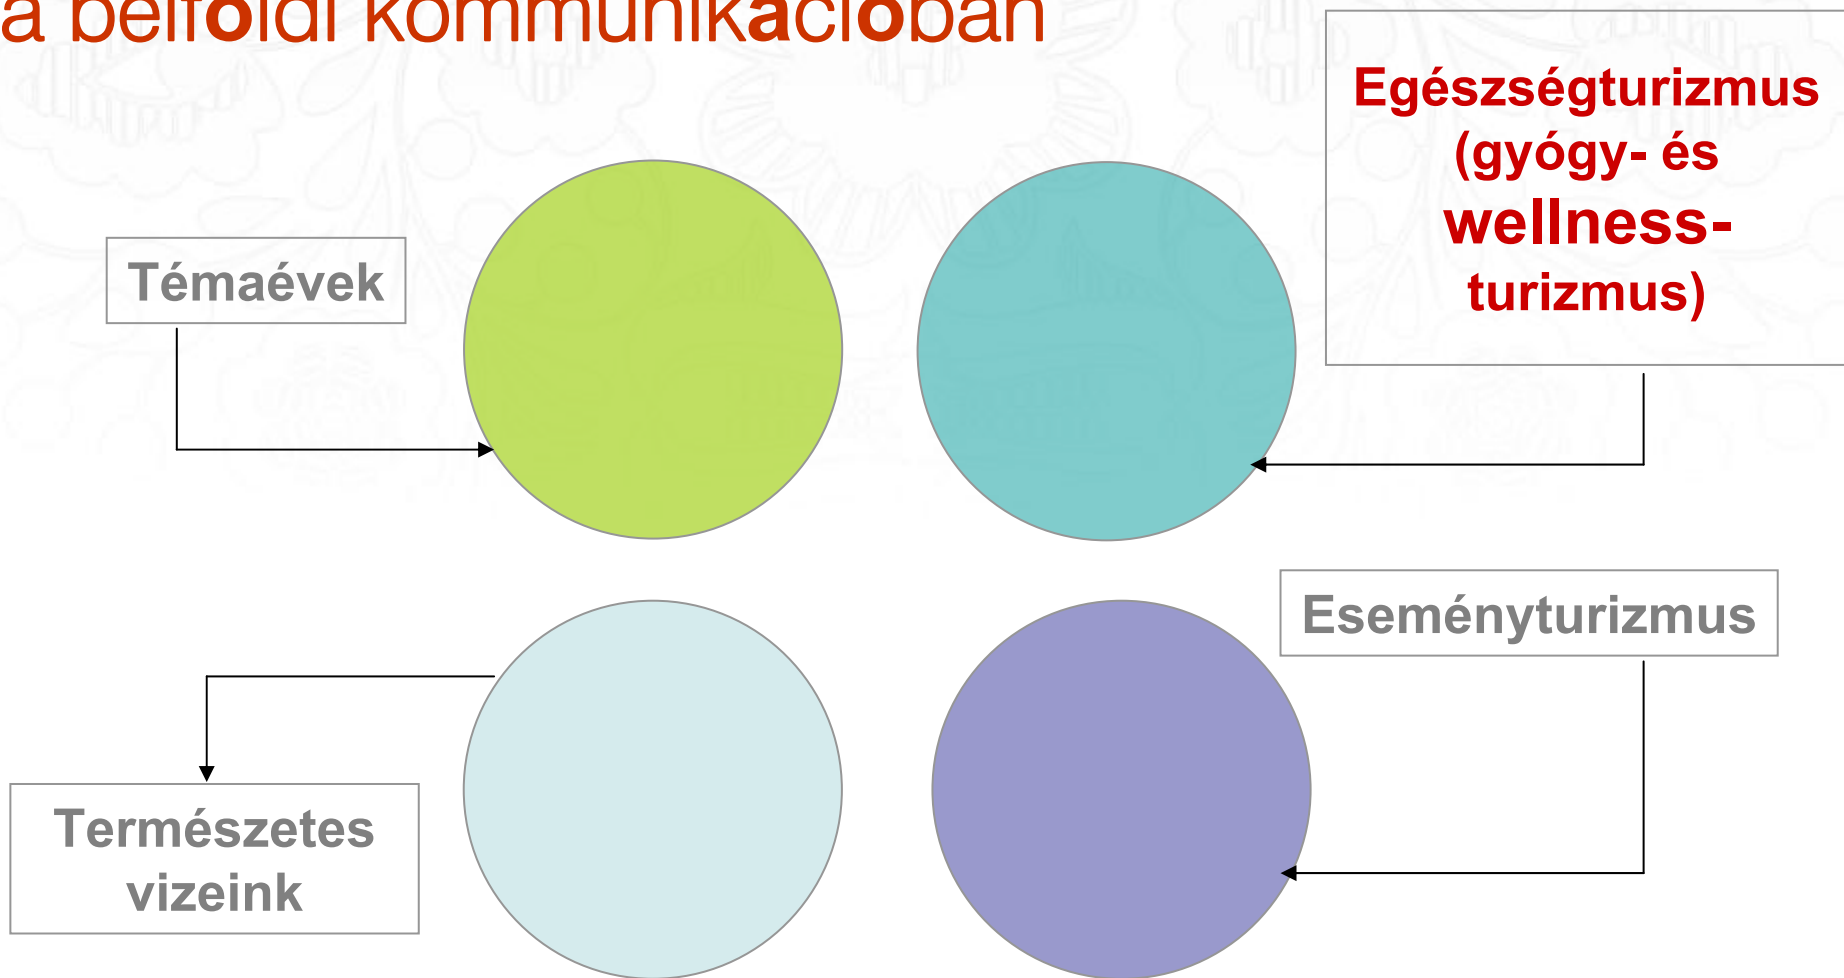 a belföldi kommunikációban
Egészségturizmus
(gyógy- és
wellness-
turizmus)
Témaévek
Eseményturizmus
Természetes
vizeink